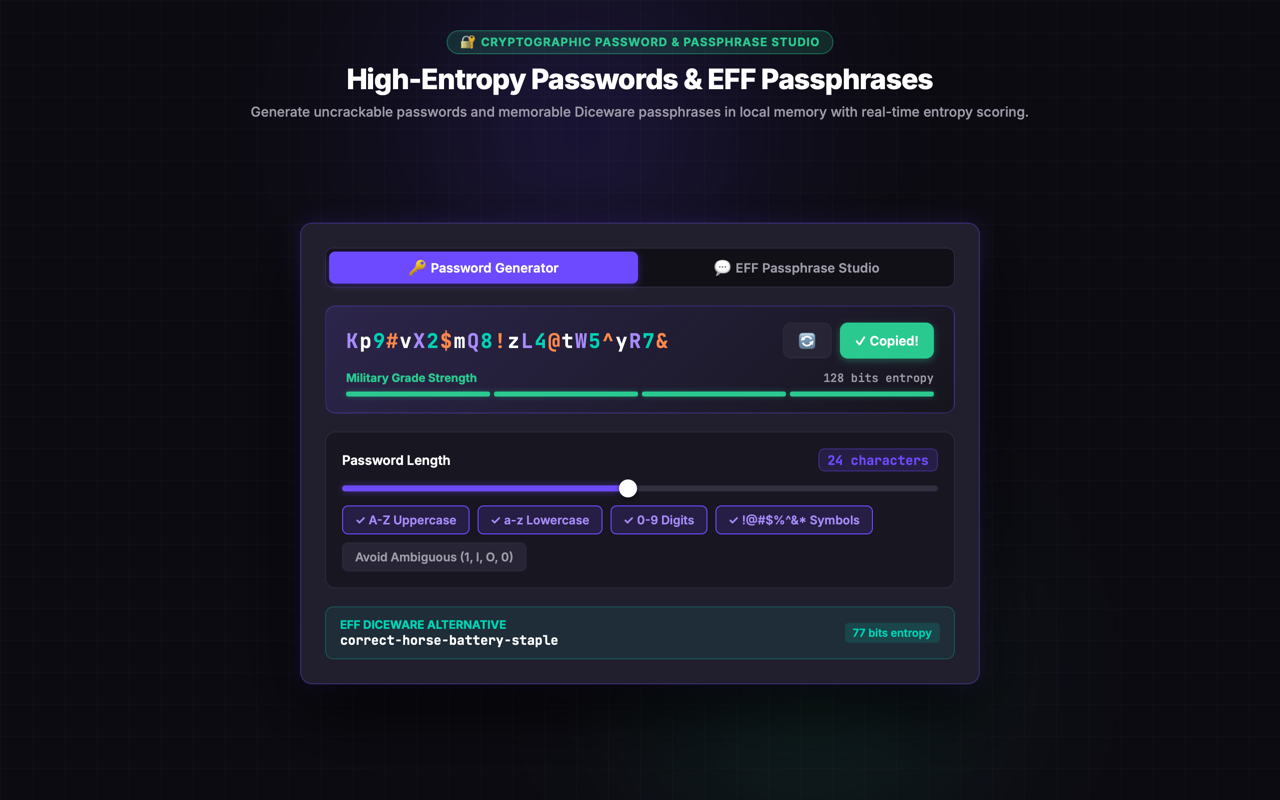 🔐 CRYPTOGRAPHIC PASSWORD & PASSPHRASE STUDIO
High-Entropy Passwords & EFF Passphrases
Generate uncrackable passwords and memorable Diceware passphrases in local memory with real-time entropy scoring.
🔑 Password Generator
💬 EFF Passphrase Studio
Kp9#vX2$mQ8!zL4@tW5^yR7&
🔄
✓ Copied!
Military Grade Strength
128 bits entropy
Password Length
24 characters
✓ A-Z Uppercase
✓ a-z Lowercase
✓ 0-9 Digits
✓ !@#$%^&* Symbols
Avoid Ambiguous (1, l, O, 0)
EFF DICEWARE ALTERNATIVE
correct-horse-battery-staple
77 bits entropy